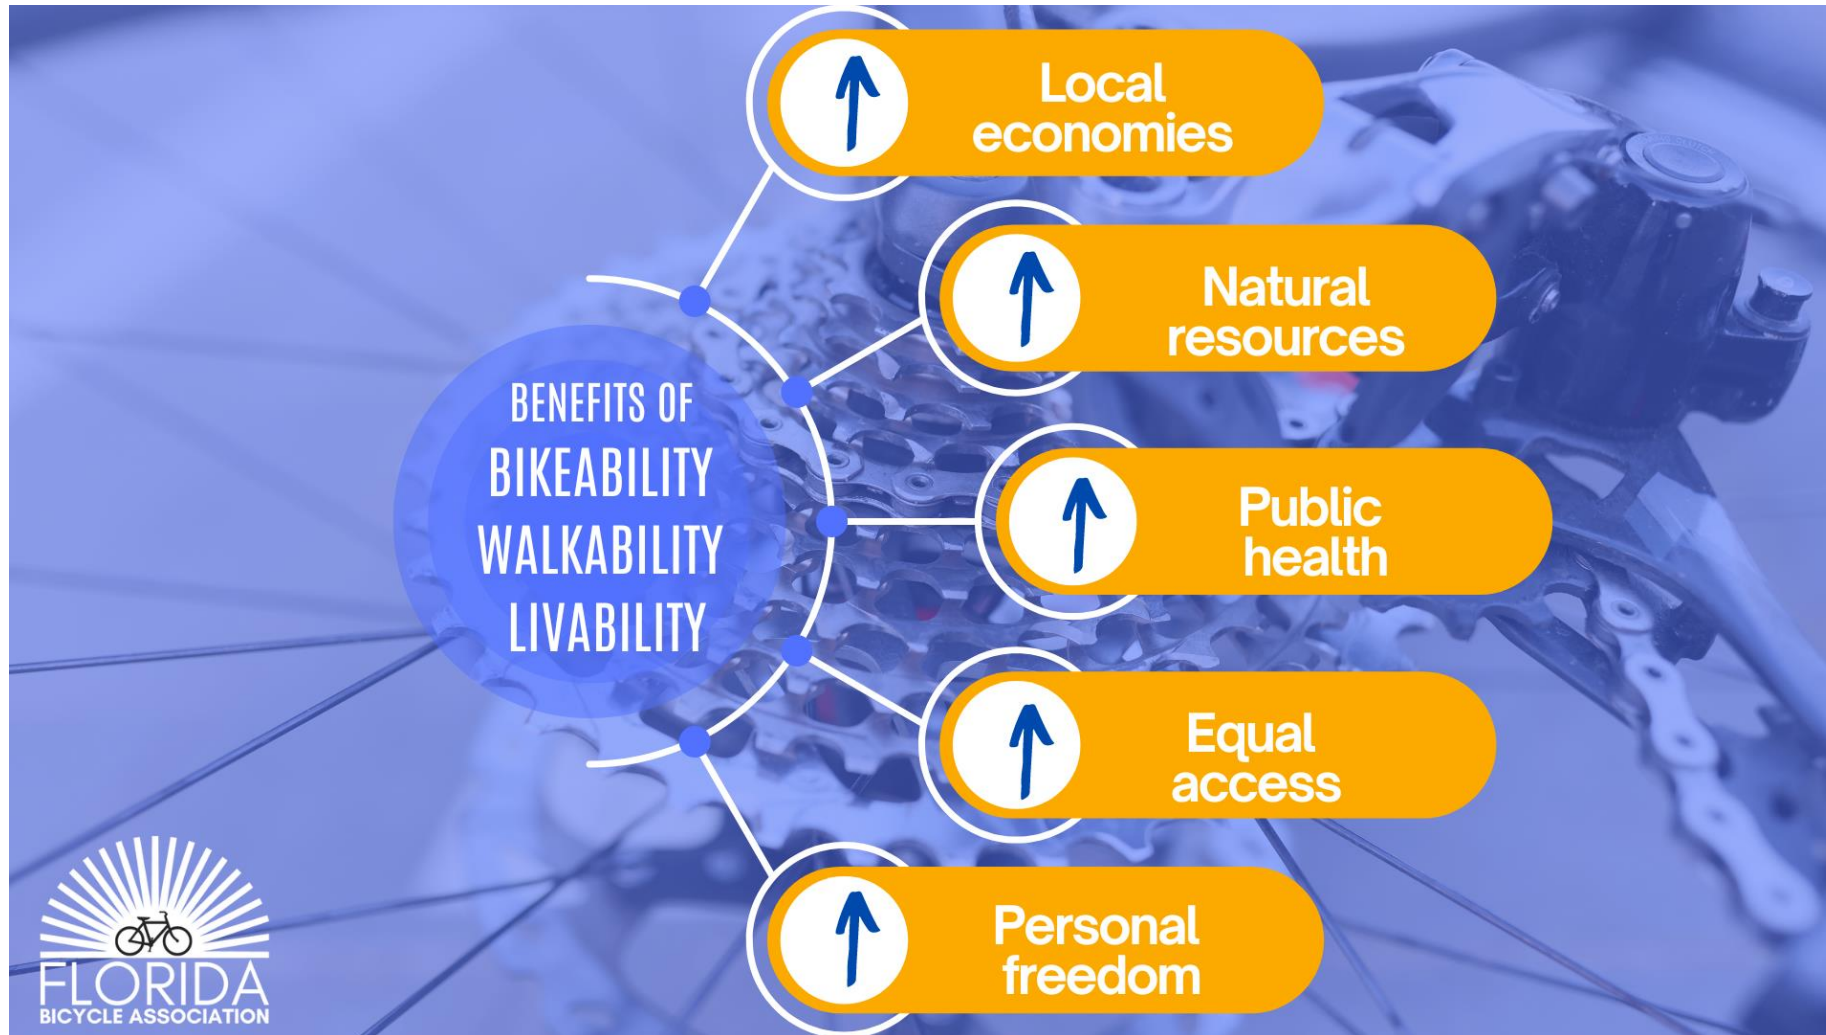 Local
economies
Natural
resources
BENEFITS OF
BIKEABILITY
WALKABILITY
LIVABILITY
Public
health
Equal
access
Personal
freedom
FLORIDA
BICYCLE ASSOCIATION